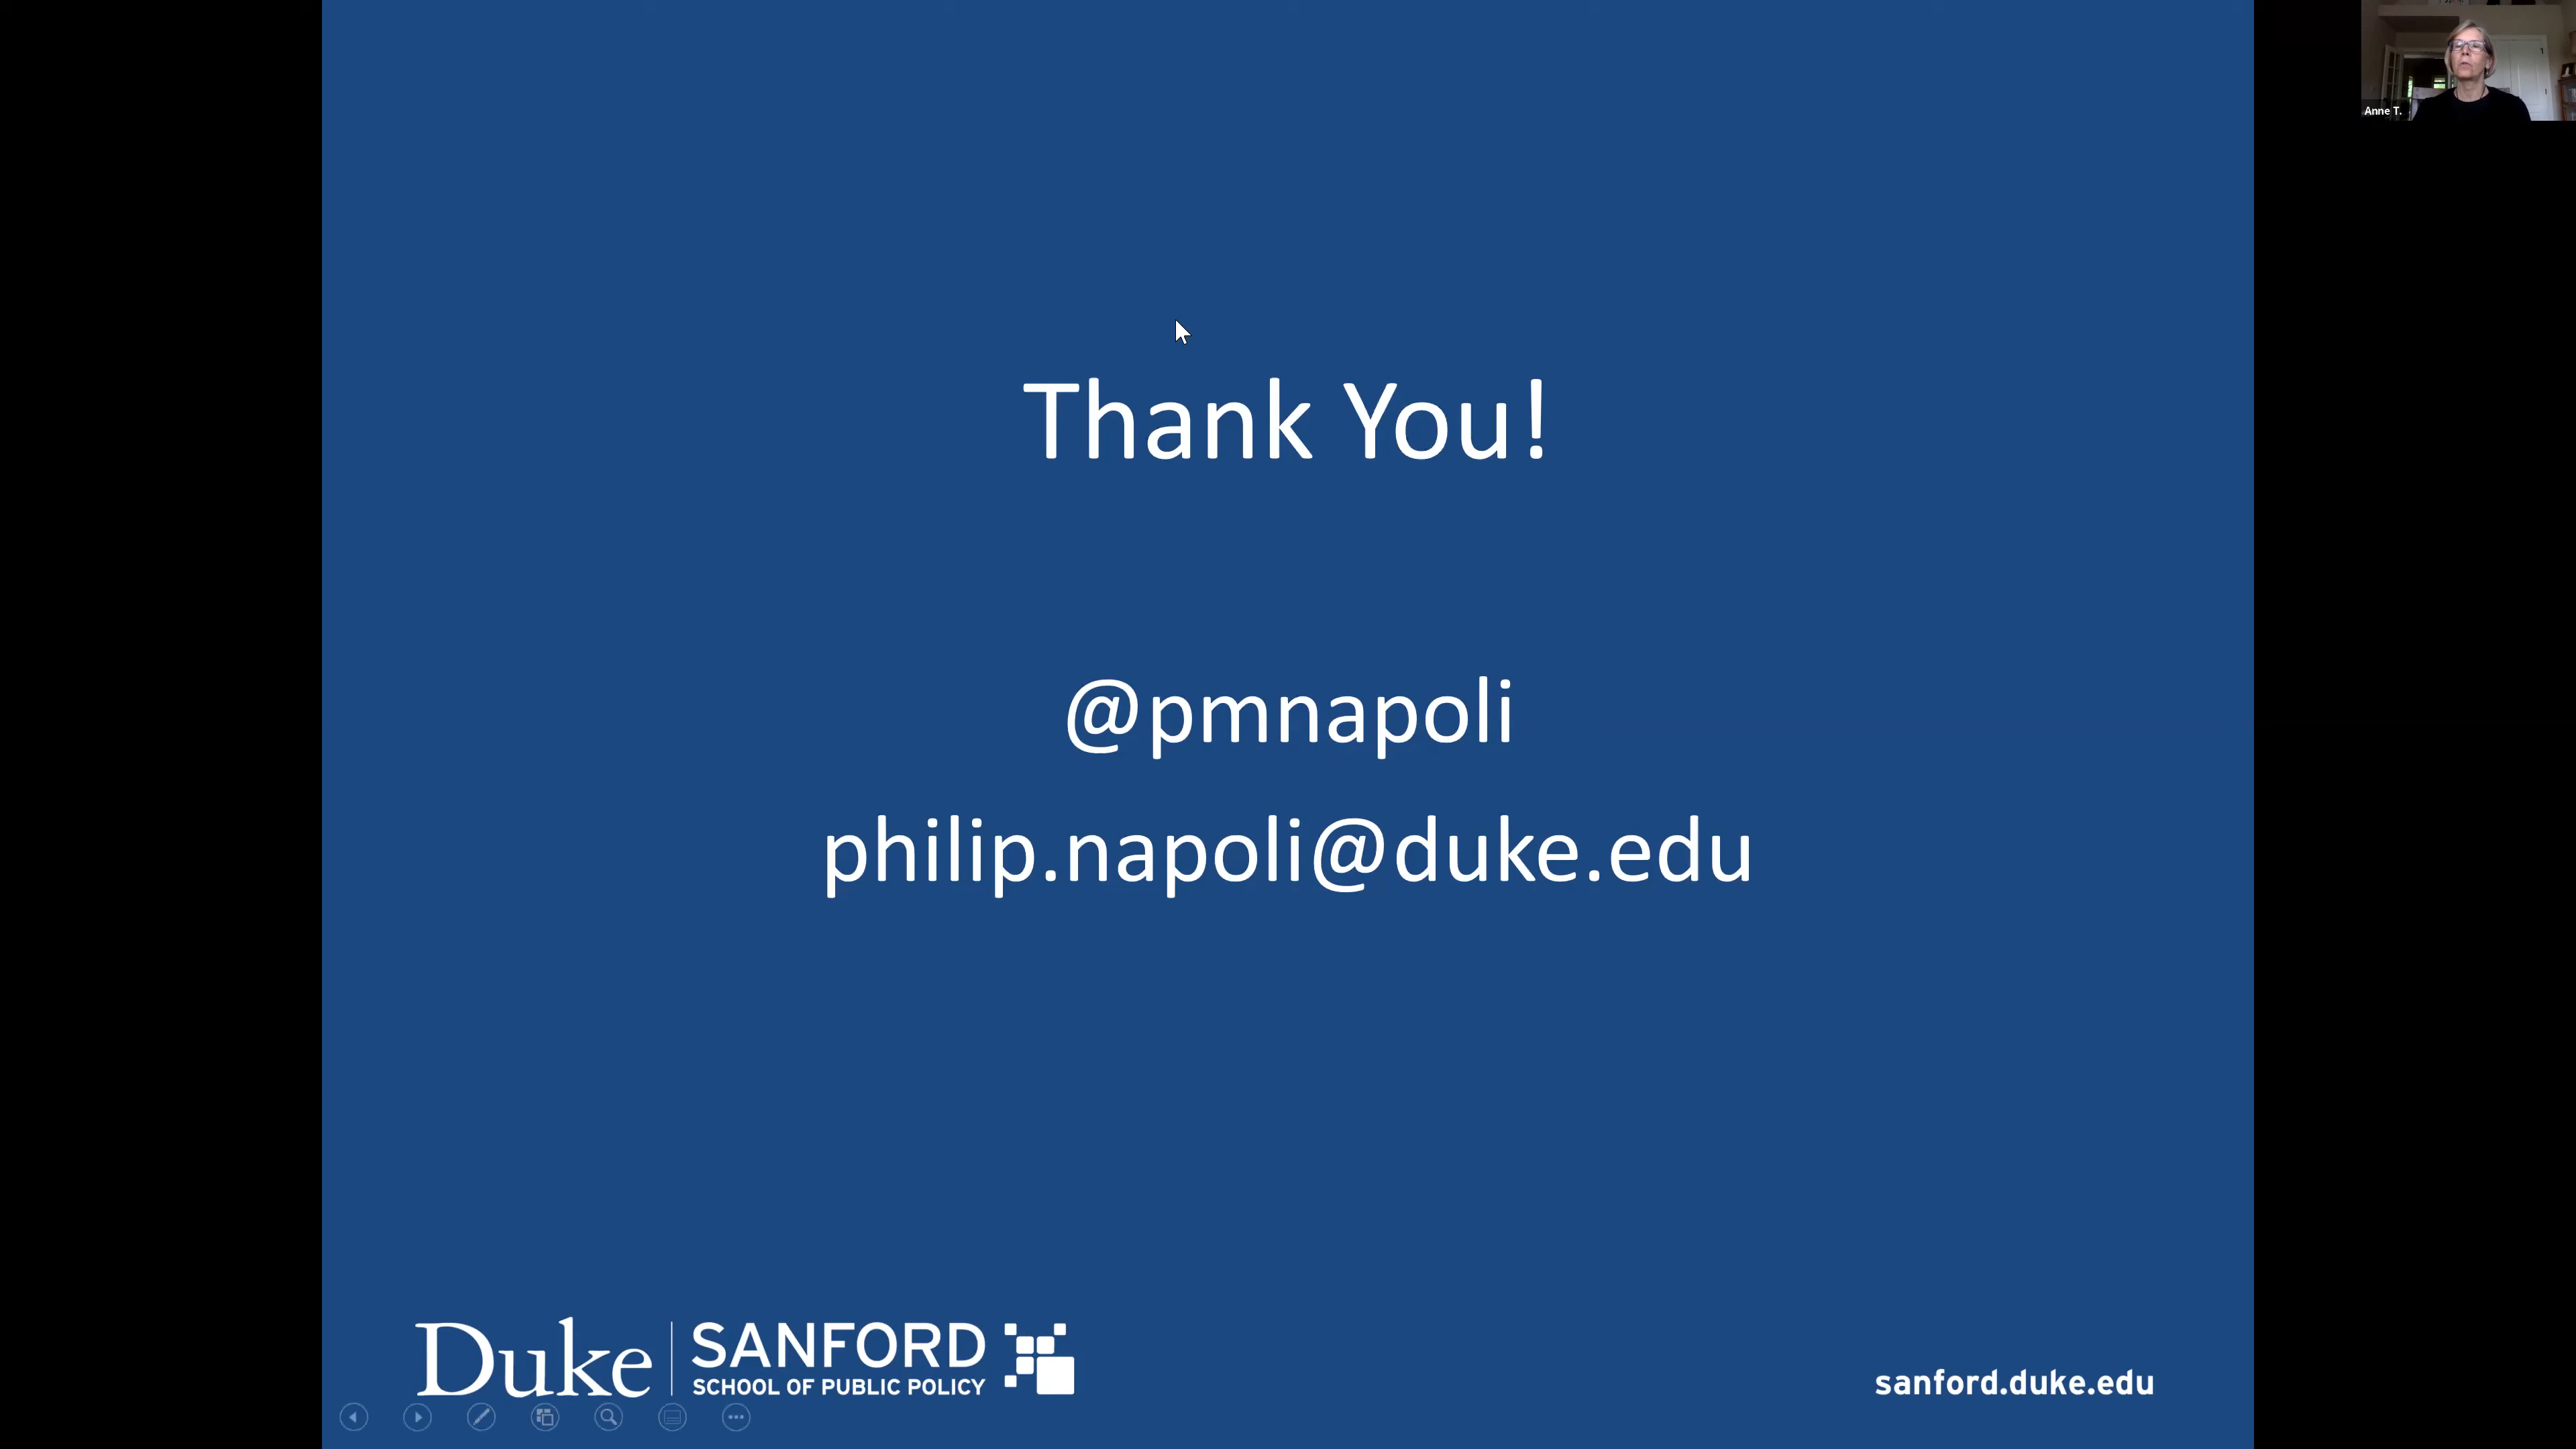 Anne T.
Thank You!
@pmnapoli
philip.napoli@duke.edu
Duke
SANFORD
SCHOOL OF PUBLIC POLICY
sanford.duke.edu